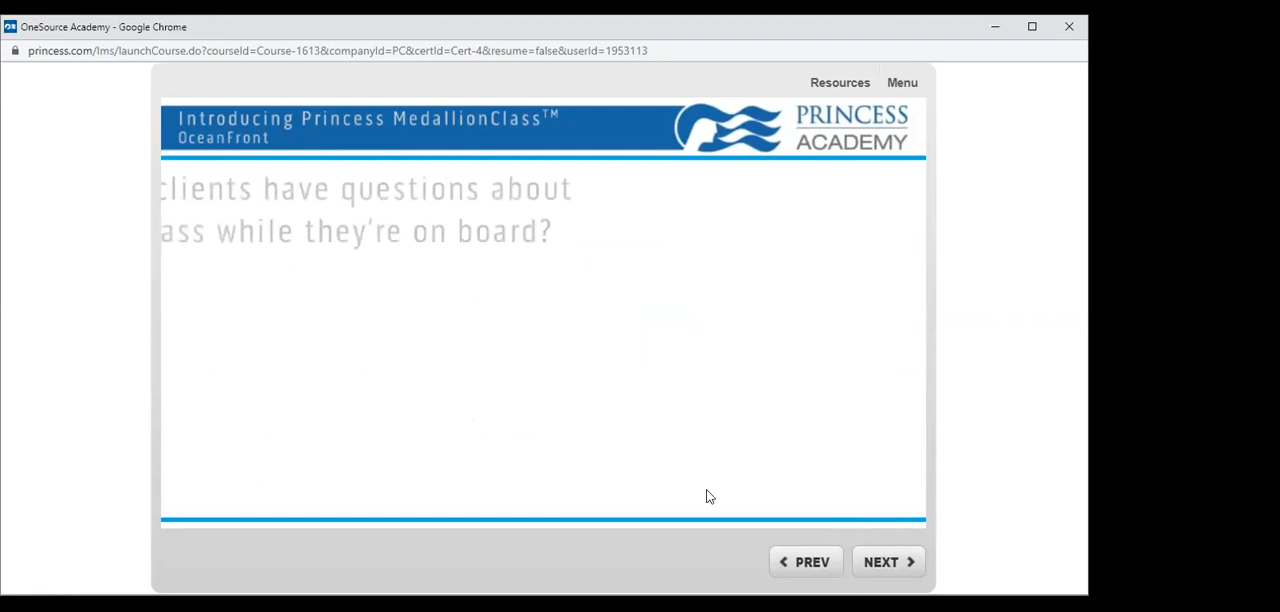 OneSource Academy - Google Chrome
princess.com/lms/launchCourse.do?courseId=Course-1613&companyId=PC&certId=Cert-4&resume=false&userId=1953113
Resources Menu
Introducing Princess MedallionClass™
OceanFront
PRINCESS
ACADEMY
clients have questions about
ass while they're on board?
PREV NEXT